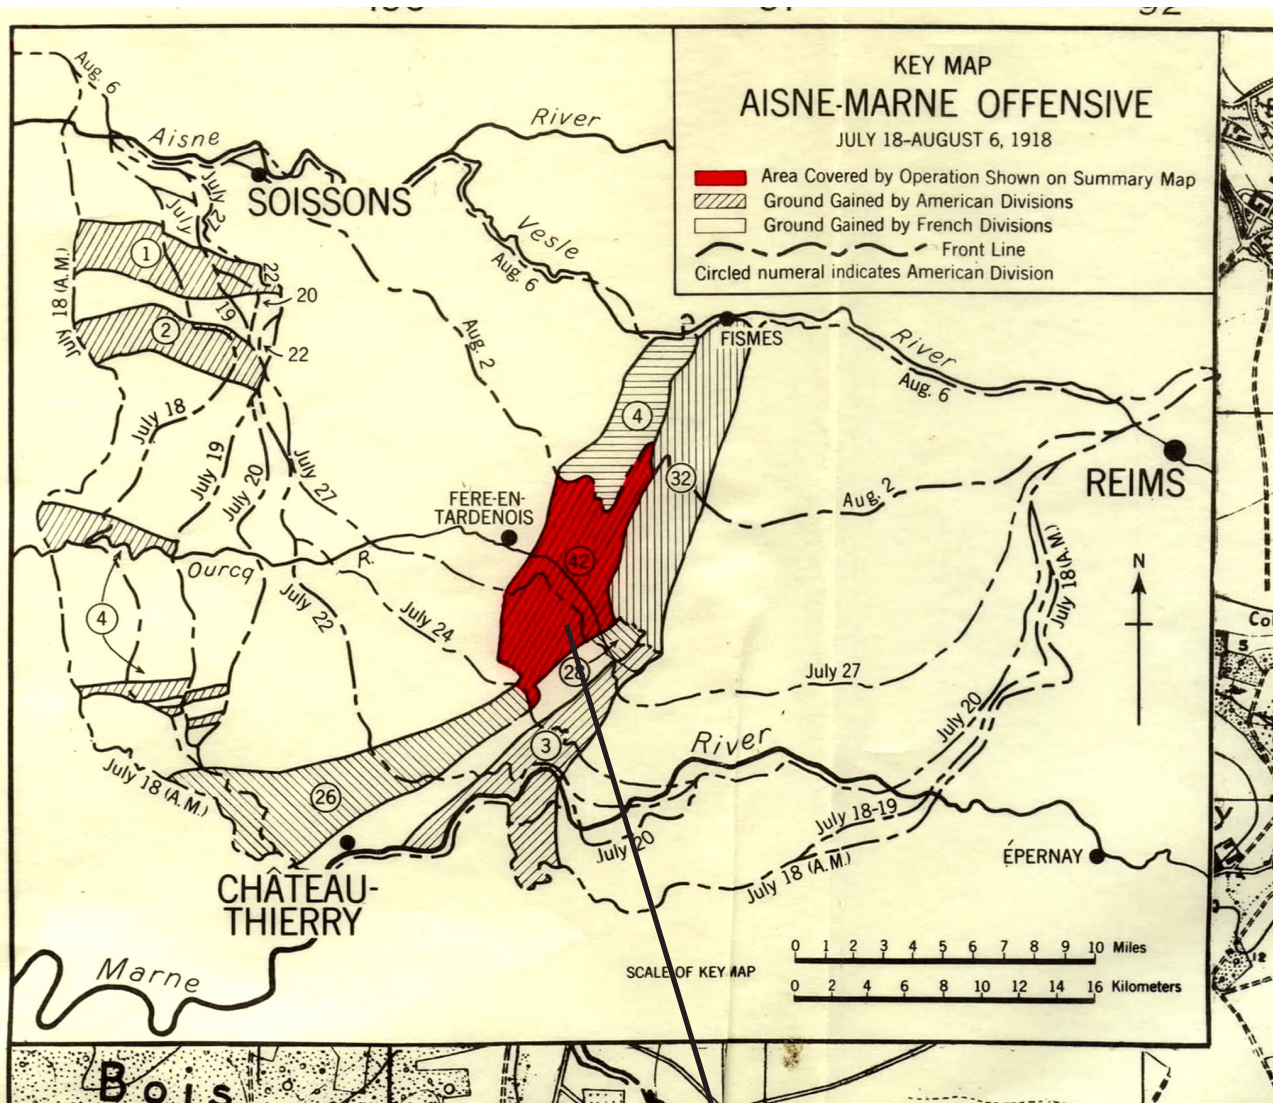 KEY MAP
AISNE-MARNE OFFENSIVE
JULY 18-AUGUST 6, 1918
Area Covered by Operation Shown on Summary Map
Ground Gained by American Divisions
Ground Gained by French Divisions
Front Line
Circled numeral indicates American Division
Aug. 6
Aisne
River
SOISSONS
July 27
July
Vesle
Aug. 6
July 18 (A.M.)
1
22
20
19
2
22
Aug. 2
FISMES
River
Aug. 6
July 18
July 19
July 20
July 27
4
32
Aug. 2
REIMS
FÈRE-EN-
TARDENOIS
Ourcq
R.
42
July 18 (A.M.)
N
4
July 22
July 24
28
July 27
July 20
3
River
July 18 (A.M.)
26
July 20
July 18-19
July 18 (A.M.)
ÉPERNAY
CHÂTEAU-
THIERRY
Marne
SCALE OF KEY MAP
0 1 2 3 4 5 6 7 8 9 10 Miles
0 2 4 6 8 10 12 14 16 Kilometers
Bois
5
12